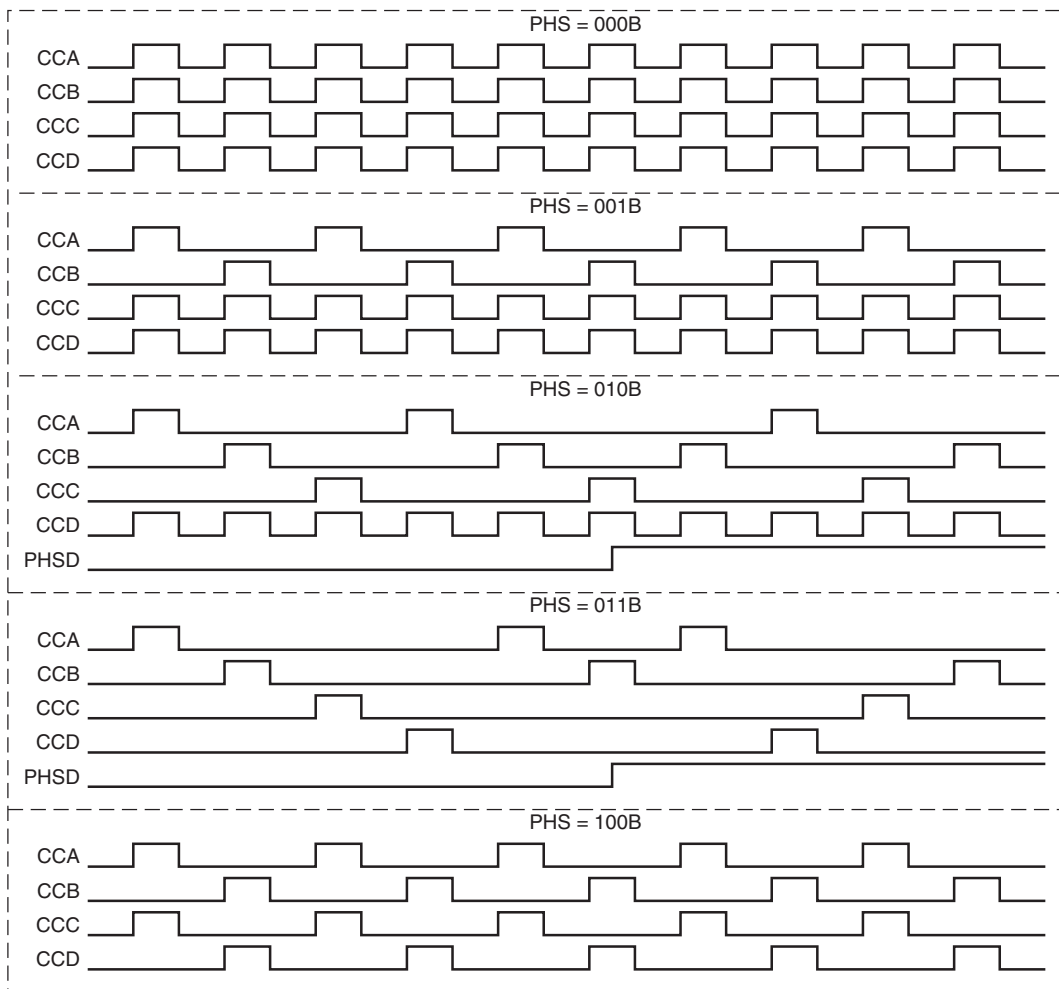 PHS = 000B
CCA
CCB
CCC
CCD
PHS = 001B
CCA
CCB
CCC
CCD
PHS = 010B
CCA
CCB
CCC
CCD
PHSD
PHS = 011B
CCA
CCB
CCC
CCD
PHSD
PHS = 100B
CCA
CCB
CCC
CCD